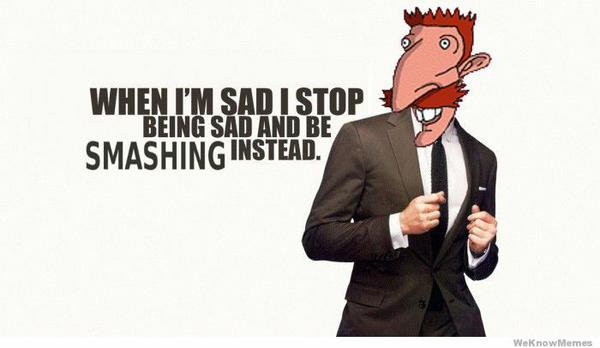 WHEN I'M SAD I STOP
BEING SAD AND BE
SMASHING INSTEAD.
WeKnowMemes